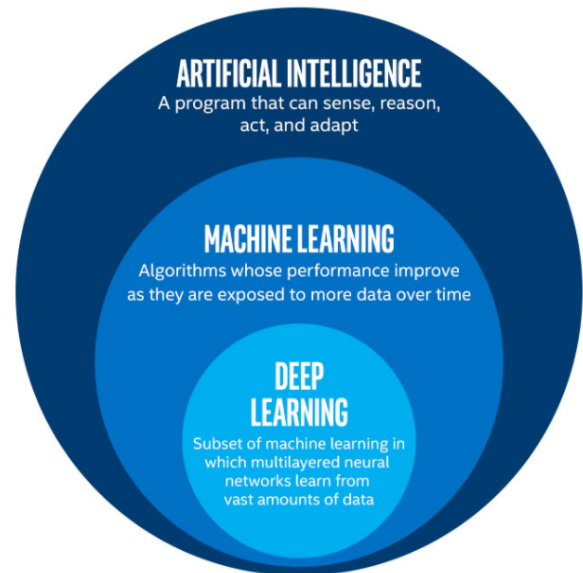 ARTIFICIAL INTELLIGENCE
A program that can sense, reason,
act, and adapt
MACHINE LEARNING
Algorithms whose performance improve
as they are exposed to more data over time
DEEP
LEARNING
Subset of machine learning in
which multilayered neural
networks learn from
vast amounts of data